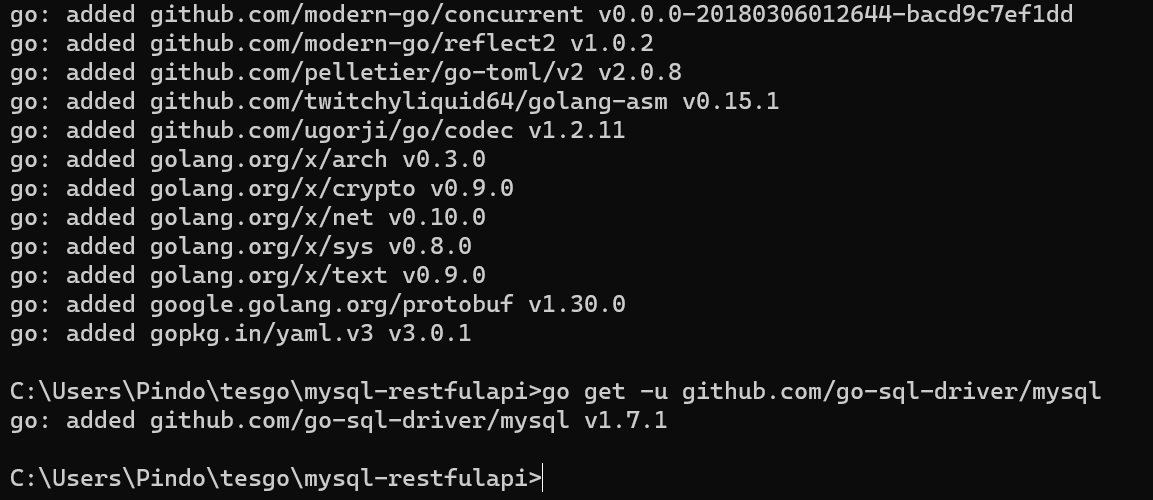 go: added github.com/modern-go/concurrent v0.0.0-20180306012644-bacd9c7ef1dd
go: added github.com/modern-go/reflect2 v1.0.2
go: added github.com/pelletier/go-toml/v2 v2.0.8
go: added github.com/twitchyliquid64/golang-asm v0.15.1
go: added github.com/ugorji/go/codec v1.2.11
go: added golang.org/x/arch v0.3.0
go: added golang.org/x/crypto v0.9.0
go: added golang.org/x/net v0.10.0
go: added golang.org/x/sys v0.8.0
go: added golang.org/x/text v0.9.0
go: added google.golang.org/protobuf v1.30.0
go: added gopkg.in/yaml.v3 v3.0.1
C:\Users\Pindo\tesgo\mysql-restfulapi>go get -u github.com/go-sql-driver/mysql
go: added github.com/go-sql-driver/mysql v1.7.1
C:\Users\Pindo\tesgo\mysql-restfulapi>